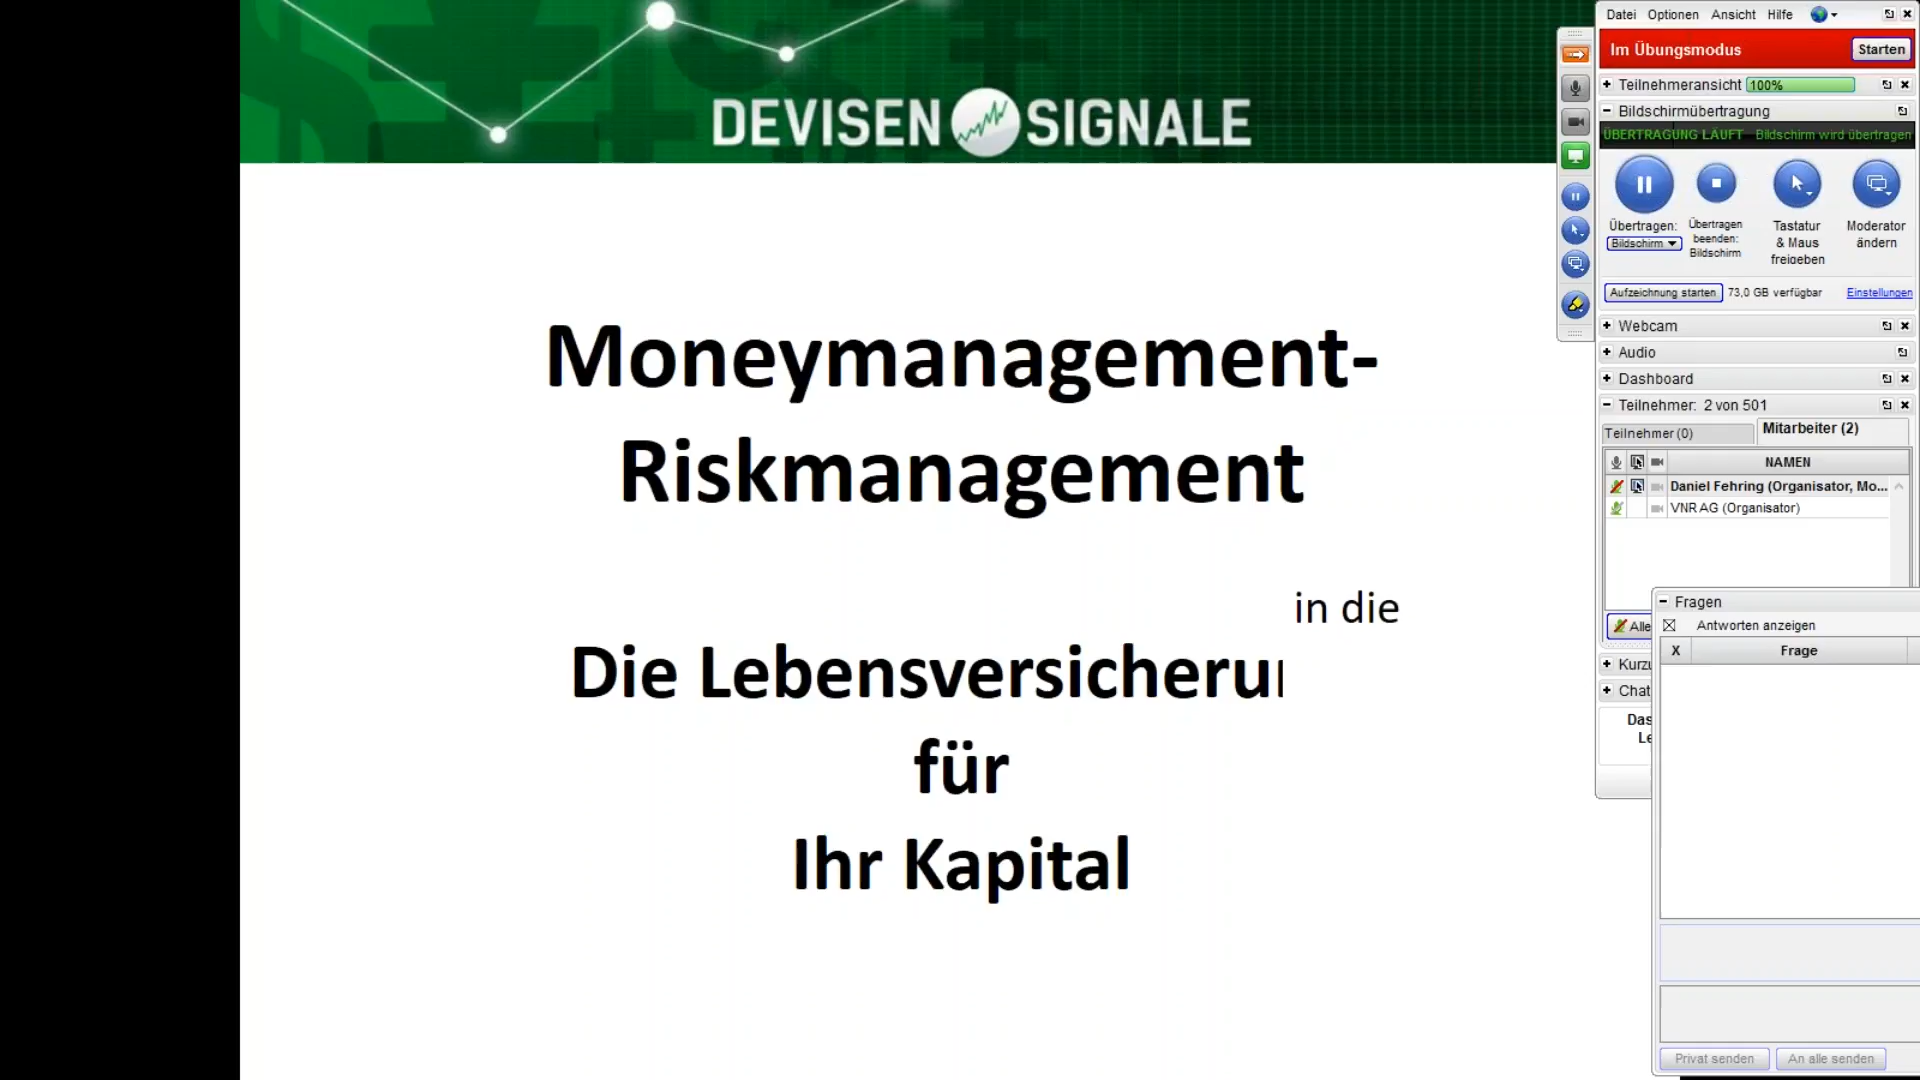 DEVISEN SIGNALE
Moneymanagement-
Riskmanagement
in die
Die Lebensversicheru
für
Ihr Kapital
Datei Optionen Ansicht Hilfe
Im Übungsmodus Starten
Teilnehmeransicht 100%
Bildschirmübertragung
ÜBERTRAGUNG LÄUFT Bildschirm wird übertragen
Übertragen:
Bildschirm
Übertragen
beenden:
Bildschirm
Tastatur
& Maus
freigeben
Moderator
ändern
Aufzeichnung starten 73,0 GB verfügbar Einstellungen
Webcam
Audio
Dashboard
Teilnehmer: 2 von 501
Teilnehmer (0) Mitarbeiter (2)
NAMEN
Daniel Fehring (Organisator, Mo...
VNR AG (Organisator)
Alle
Kurzu
Chat
Das
Le
Fragen
Antworten anzeigen
X Frage
Privat senden An alle senden